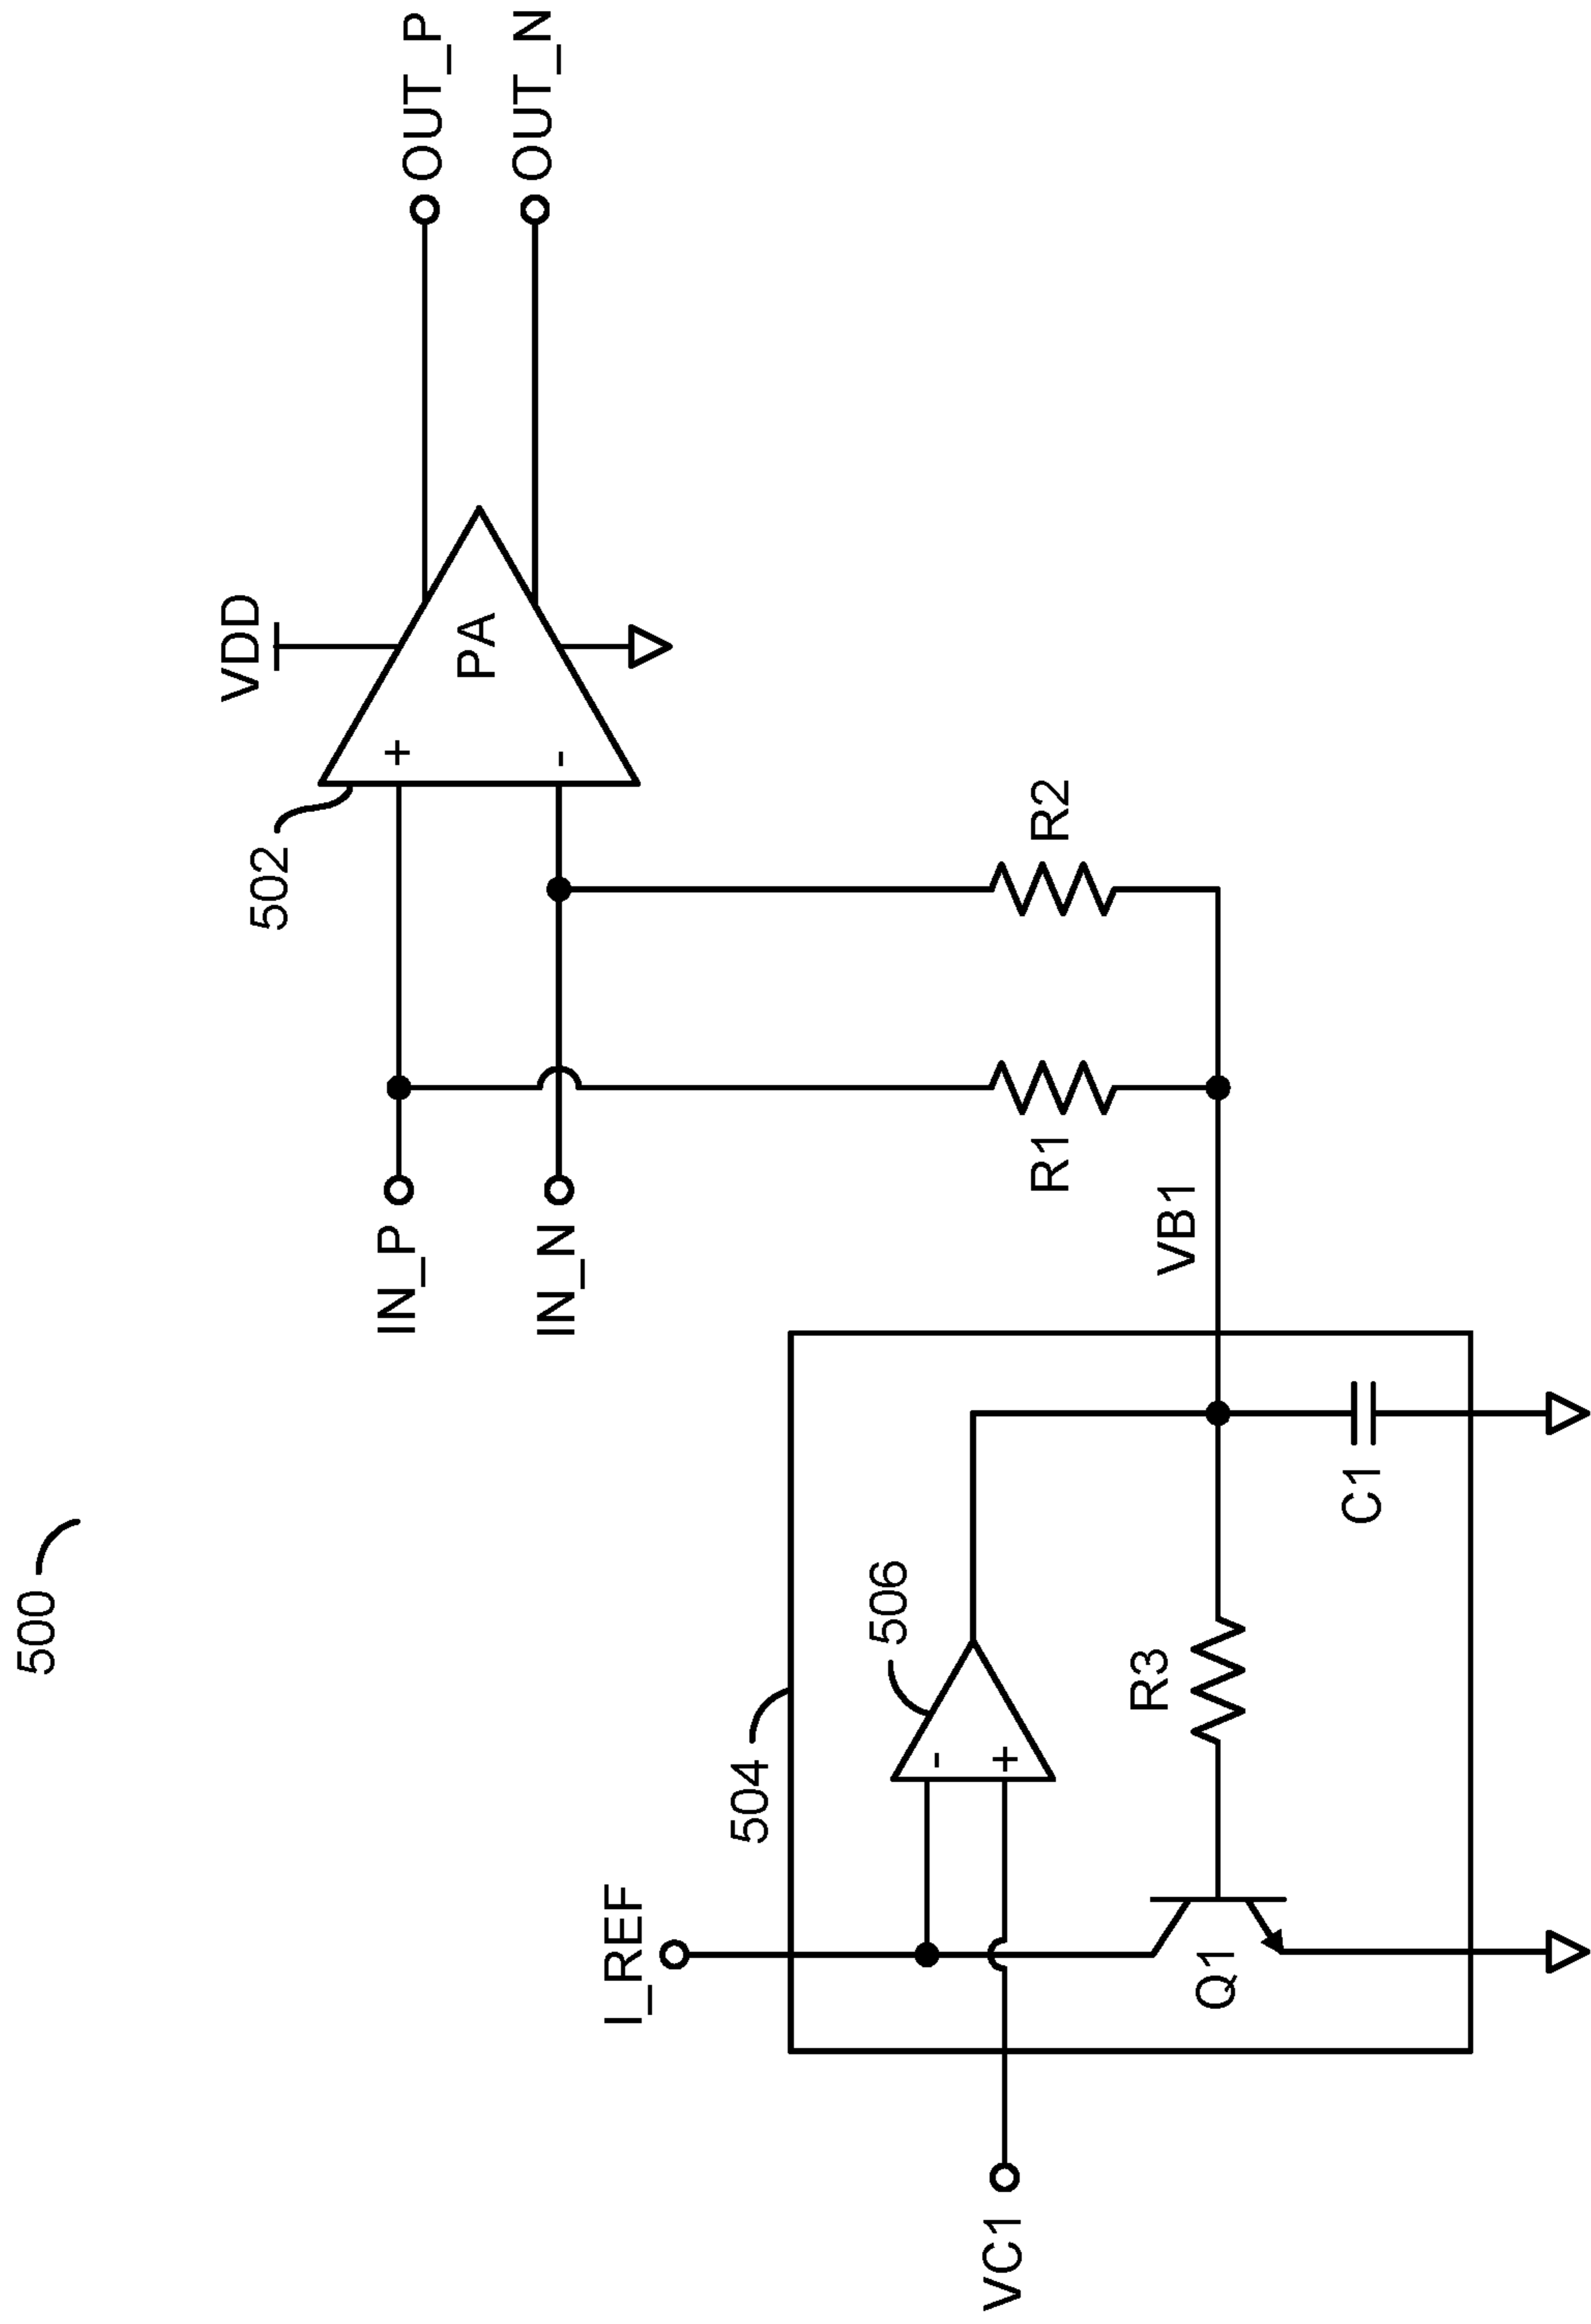 500
VDD
502
OUT_P
+
PA
IN_P
IN_N
-
OUT_N
I_REF
504
506
-
+
VC1
R1
R2
VB1
R3
Q1
C1